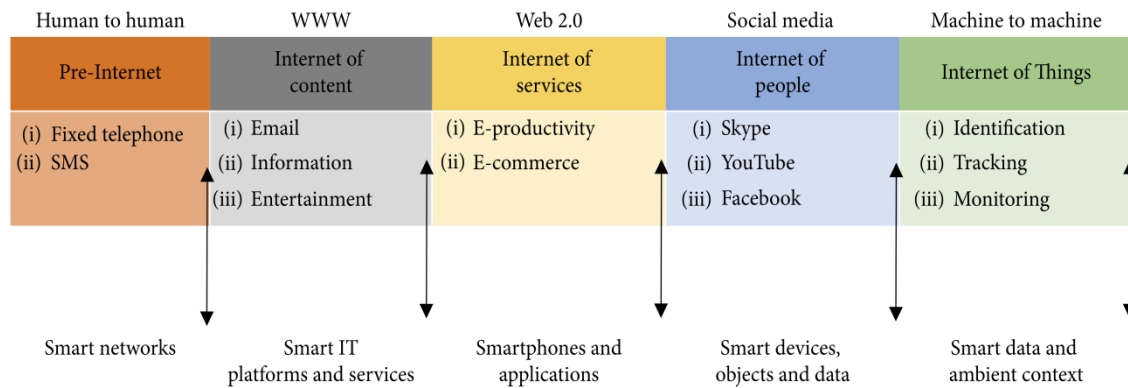 Human to human
WWW
Web 2.0
Social media
Machine to machine
Pre-Internet
Internet of
content
Internet of
services
Internet of
people
Internet of Things
(i) Fixed telephone
(ii) SMS
(i) Email
(ii) Information
(iii) Entertainment
(i) E-productivity
(ii) E-commerce
(i) Skype
(ii) YouTube
(iii) Facebook
(i) Identification
(ii) Tracking
(iii) Monitoring
Smart networks
Smart IT
platforms and services
Smartphones and
applications
Smart devices,
objects and data
Smart data and
ambient context